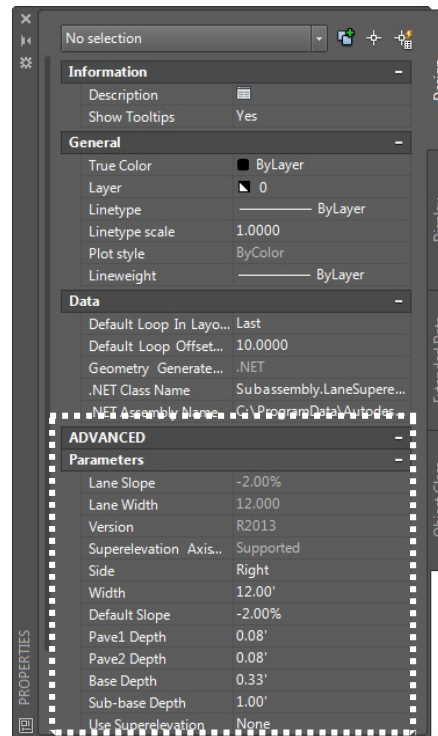 No selection
Information
Description
Show Tooltips Yes
General
True Color ByLayer
Layer 0
Linetype ByLayer
Linetype scale 1.0000
Plot style ByColor
Lineweight ByLayer
Data
Default Loop In Layo... Last
Default Loop Offset... 10.0000
Geometry Generate... .NET
.NET Class Name Subassembly.LaneSupere...
.NET Assembly Name C:\ProgramData\Autodes...
ADVANCED
Parameters
Lane Slope -2.00%
Lane Width 12.000
Version R2013
Superelevation Axis... Supported
Side Right
Width 12.00'
Default Slope -2.00%
Pave1 Depth 0.08'
Pave2 Depth 0.08'
Base Depth 0.33'
Sub-base Depth 1.00'
Use Superelevation None
PROPERTIES
Design